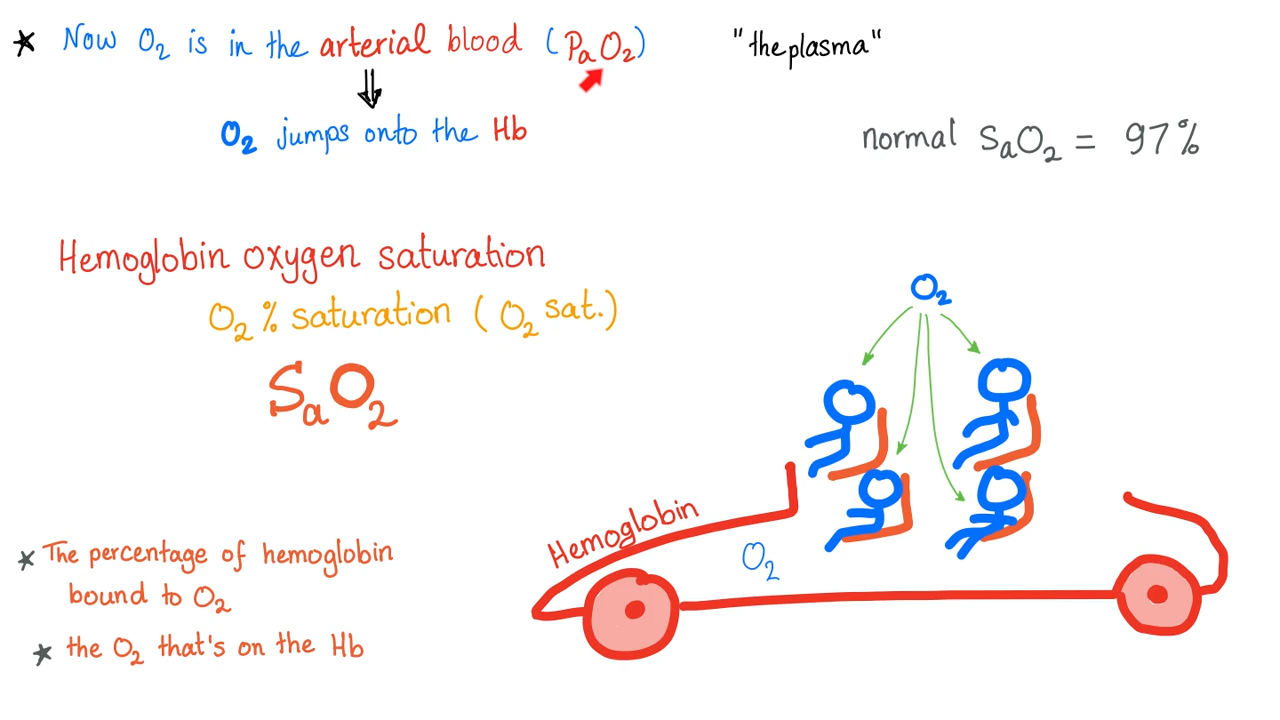 ★ Now O₂ is in the arterial blood (PaO₂) "the plasma"
O₂ jumps onto the Hb
normal SaO₂ = 97%
Hemoglobin oxygen saturation
O₂ % saturation (O₂ sat.)
SaO₂
O₂
Hemoglobin
O₂
★ The percentage of hemoglobin
bound to O₂
★ the O₂ that's on the Hb